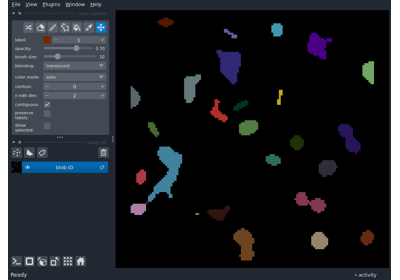 File View Plugins Window Help
label: 1
opacity: 0.70
brush size: 10
blending: translucent
color mode: auto
contour: 0
n edit dim: 2
contiguous:
preserve labels:
show selected:
blob ID
Ready
activity